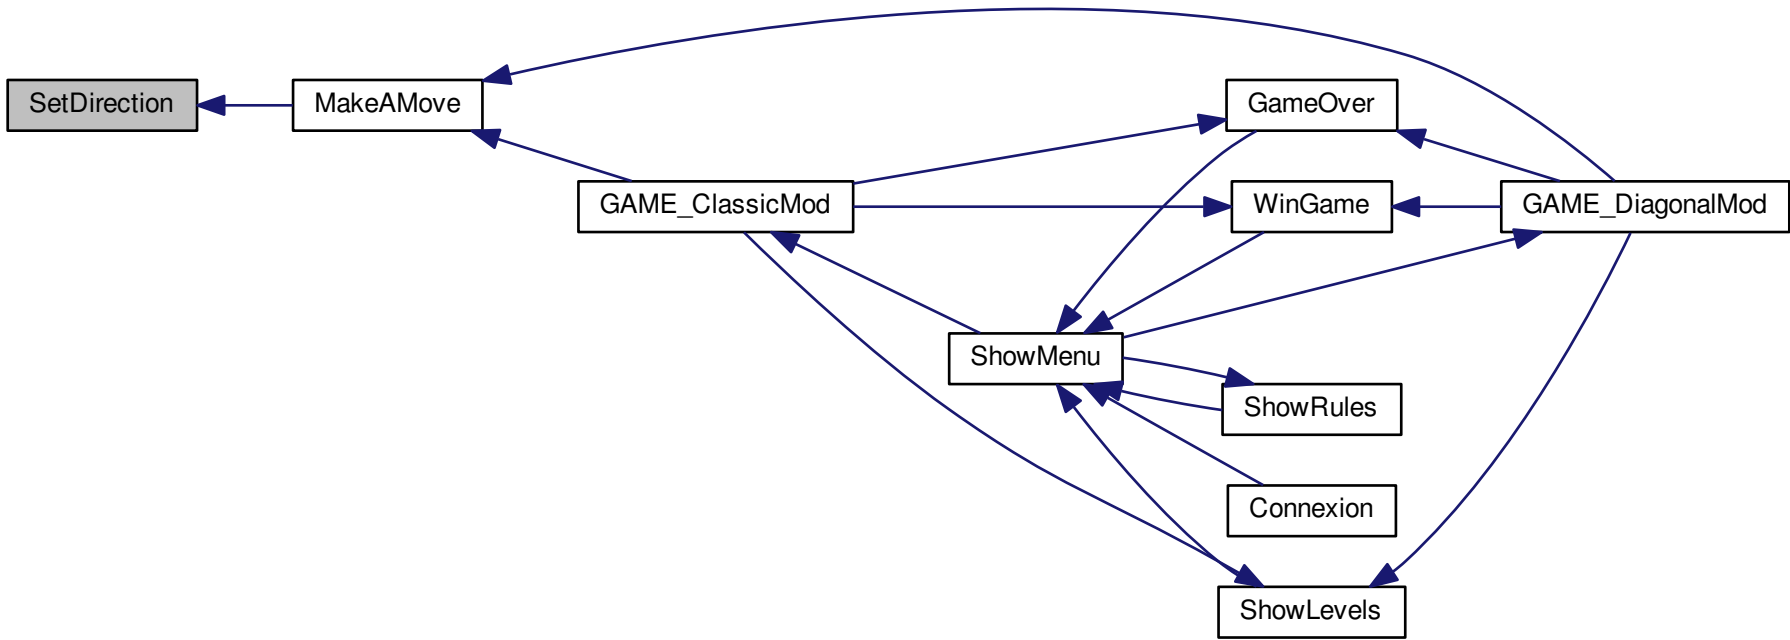 SetDirection
MakeAMove
GameOver
GAME_ClassicMod
WinGame
GAME_DiagonalMod
ShowMenu
ShowRules
Connexion
ShowLevels